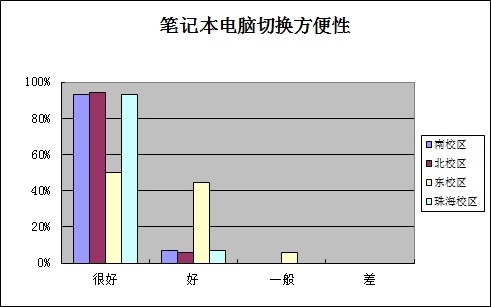 笔记本电脑切换方便性
100%
80%
60%
40%
20%
0%
很好
好
一般
差
南校区
北校区
东校区
珠海校区